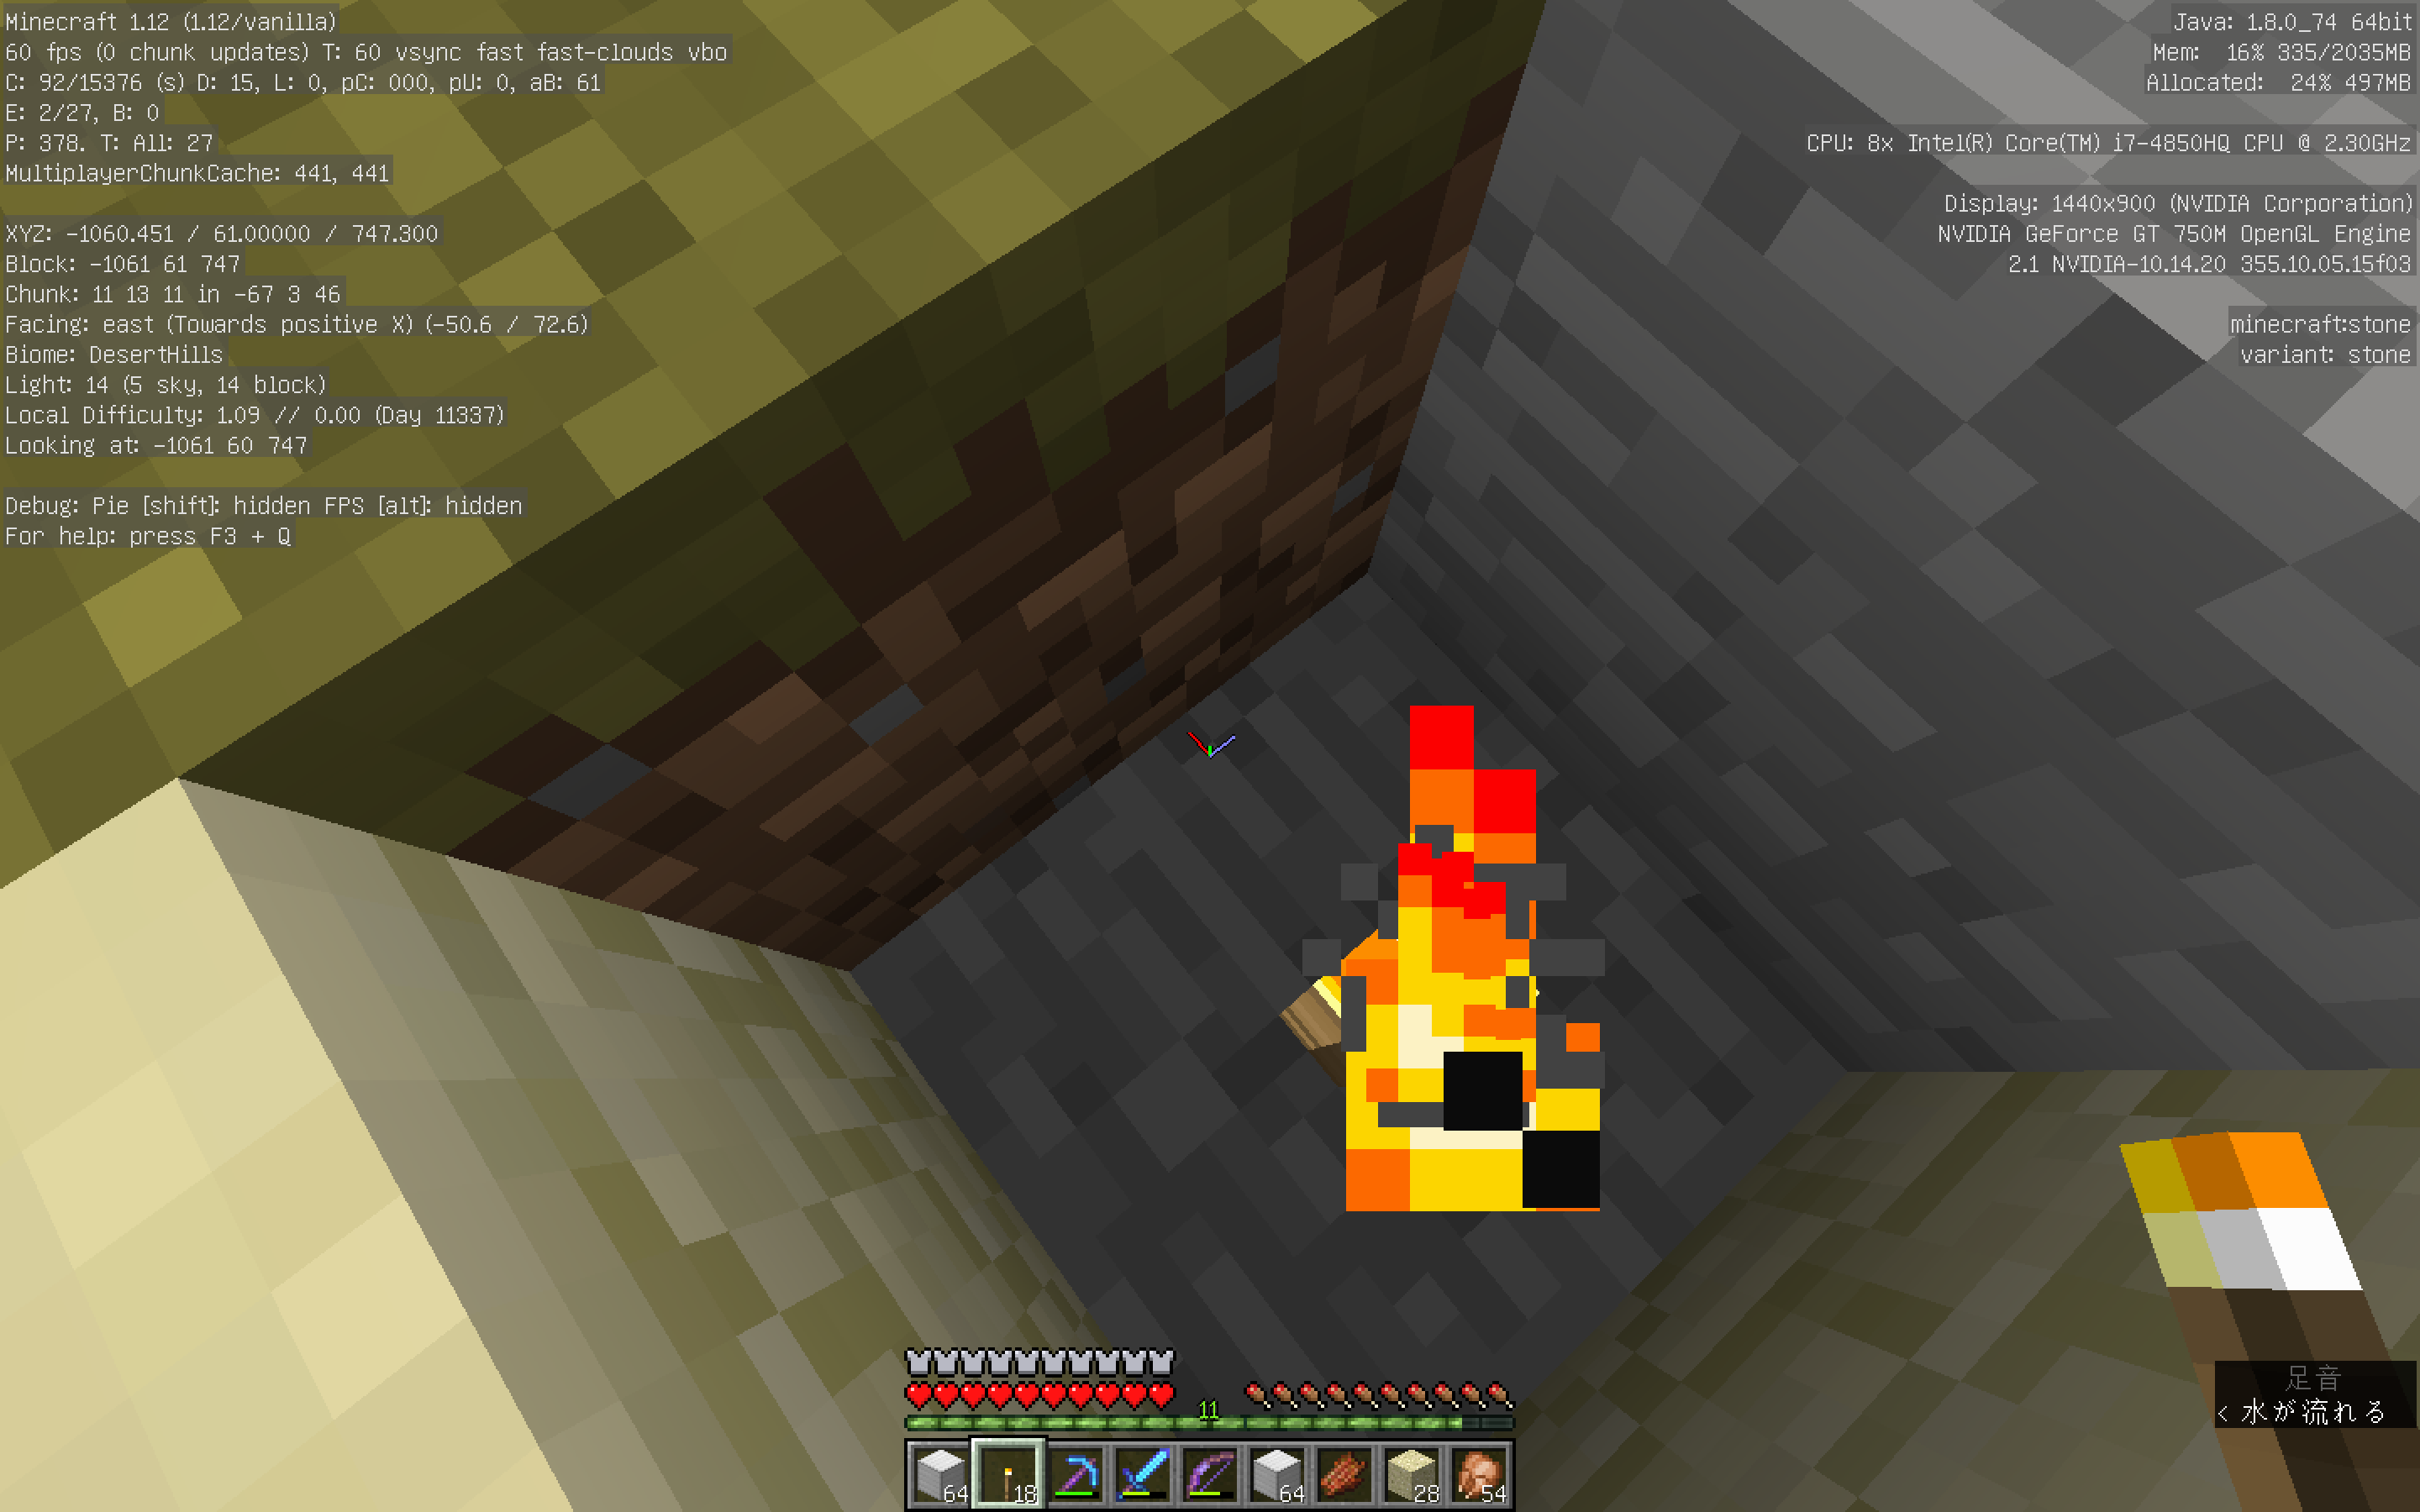 Minecraft 1.12 (1.12/vanilla)
60 fps (0 chunk updates) T: 60 vsync fast fast-clouds vbo
C: 92/15376 (s) D: 15, L: 0, pC: 000, pU: 0, aB: 61
E: 2/27, B: 0
P: 378. T: All: 27
MultiplayerChunkCache: 441, 441
XYZ: -1060.451 / 61.00000 / 747.300
Block: -1061 61 747
Chunk: 11 13 11 in -67 3 46
Facing: east (Towards positive X) (-50.6 / 72.6)
Biome: DesertHills
Light: 14 (5 sky, 14 block)
Local Difficulty: 1.09 // 0.00 (Day 11337)
Looking at: -1061 60 747
Debug: Pie [shift]: hidden FPS [alt]: hidden
For help: press F3 + Q
Java: 1.8.0_74 64bit
Mem: 16% 335/2035MB
Allocated: 24% 497MB
CPU: 8x Intel(R) Core(TM) i7-4850HQ CPU @ 2.30GHz
Display: 1440x900 (NVIDIA Corporation)
NVIDIA GeForce GT 750M OpenGL Engine
2.1 NVIDIA-10.14.20 355.10.05.15f03
minecraft:stone
variant: stone
足音
< 水が流れる
11
64 18 64 28 54